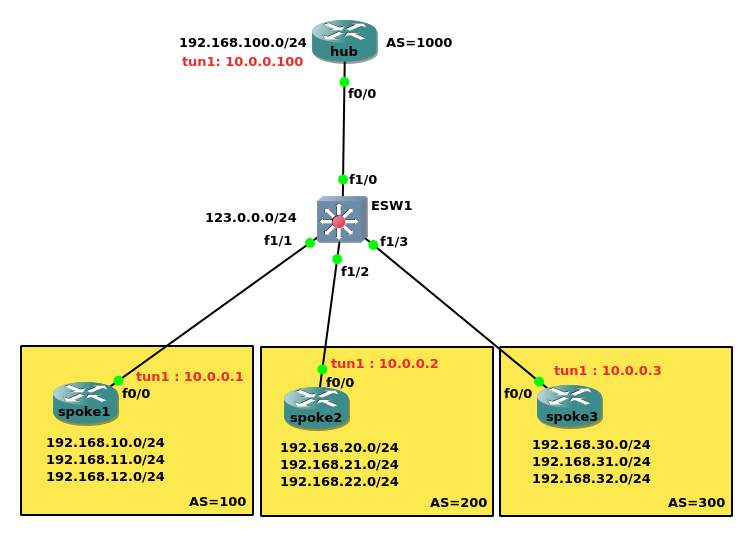 192.168.100.0/24
tun1: 10.0.0.100
hub
AS=1000
f0/0
f1/0
ESW1
123.0.0.0/24
f1/1
f1/3
f1/2
tun1 : 10.0.0.1
f0/0
spoke1
192.168.10.0/24
192.168.11.0/24
192.168.12.0/24
AS=100
tun1 : 10.0.0.2
f0/0
spoke2
192.168.20.0/24
192.168.21.0/24
192.168.22.0/24
AS=200
tun1 : 10.0.0.3
f0/0
spoke3
192.168.30.0/24
192.168.31.0/24
192.168.32.0/24
AS=300